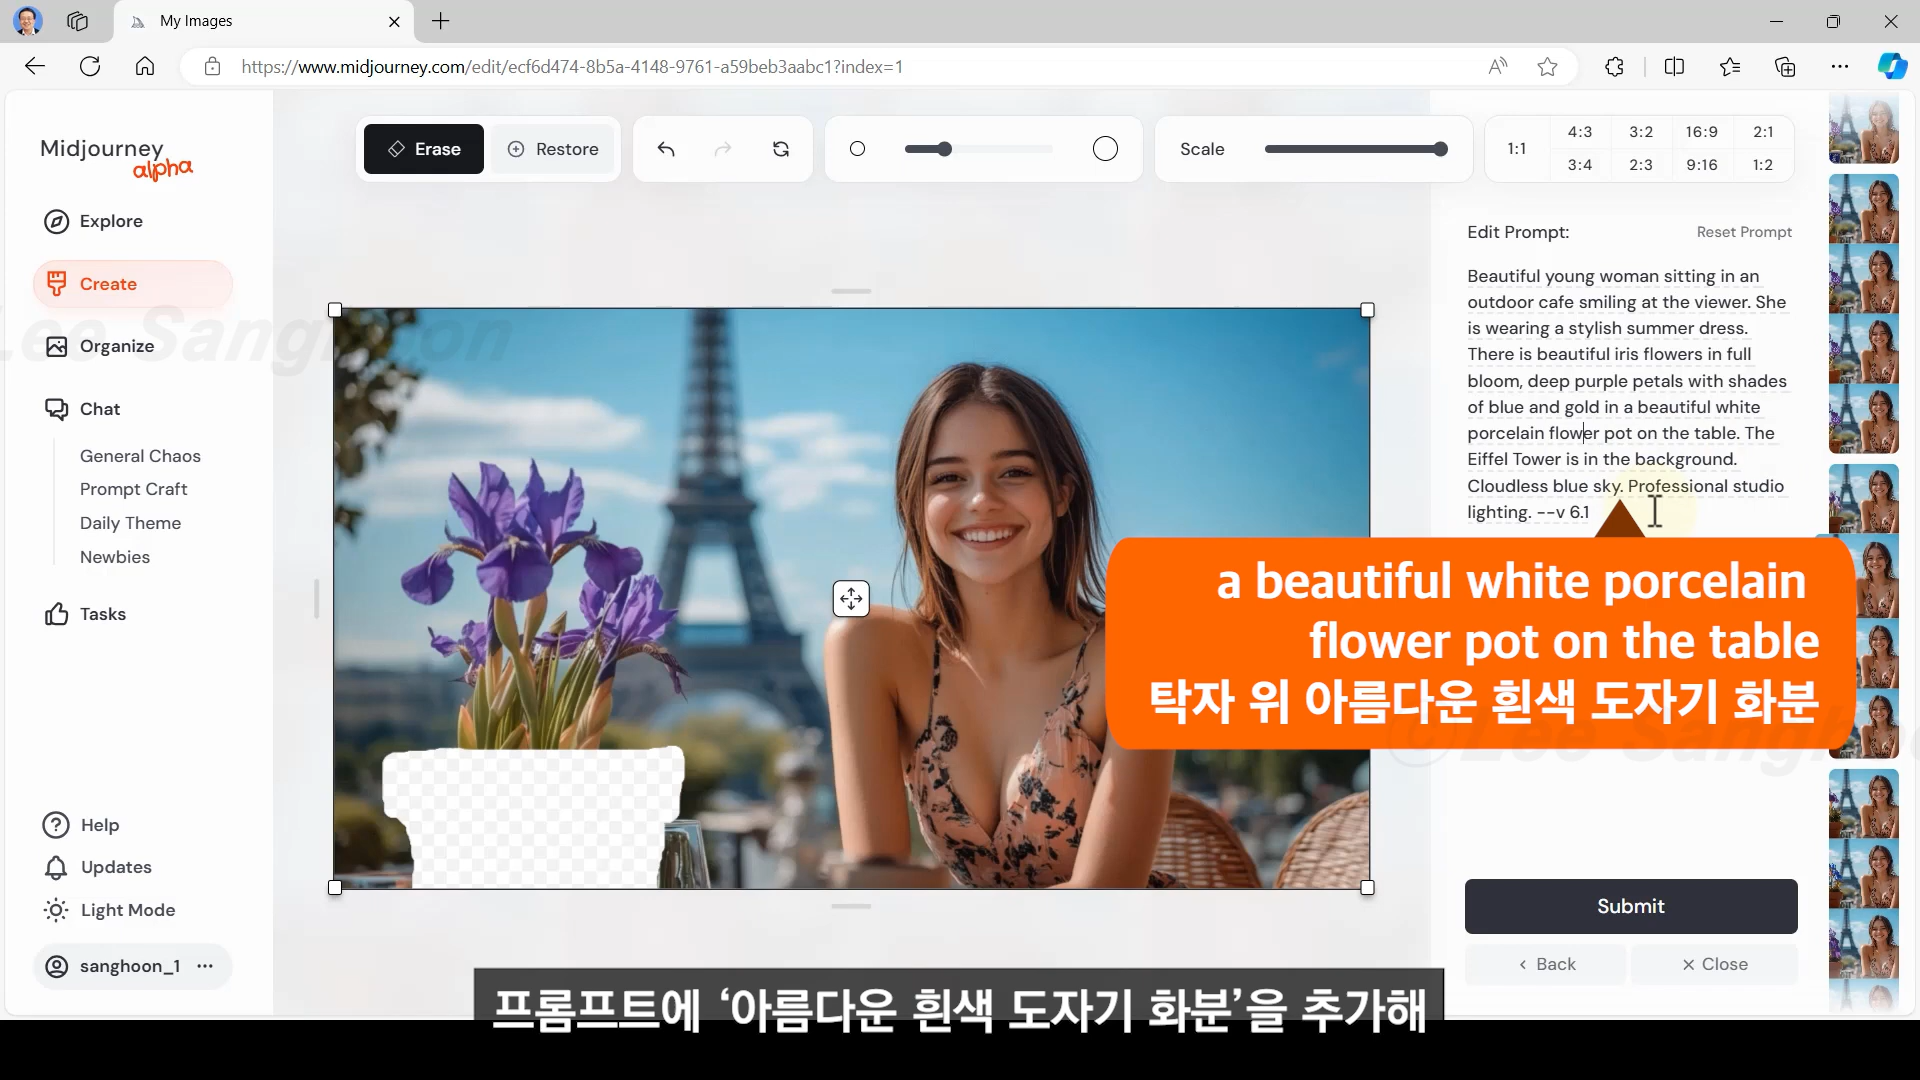 My Images
https://www.midjourney.com/edit/ecf6d474-8b5a-4148-9761-a59beb3aabc1?index=1
Midjourney
alpha
Explore
Create
Organize
Chat
General Chaos
Prompt Craft
Daily Theme
Newbies
Tasks
Help
Updates
Light Mode
sanghoon_1
Erase
Restore
Scale
1:1
4:3 3:2 16:9 2:1
3:4 2:3 9:16 1:2
Edit Prompt:
Reset Prompt
Beautiful young woman sitting in an
outdoor cafe smiling at the viewer. She
is wearing a stylish summer dress.
There is beautiful iris flowers in full
bloom, deep purple petals with shades
of blue and gold in a beautiful white
porcelain flower pot on the table. The
Eiffel Tower is in the background.
Cloudless blue sky. Professional studio
lighting. --v 6.1
a beautiful white porcelain
flower pot on the table
탁자 위 아름다운 흰색 도자기 화분
Submit
Back
Close
프롬프트에 ‘아름다운 흰색 도자기 화분’을 추가해